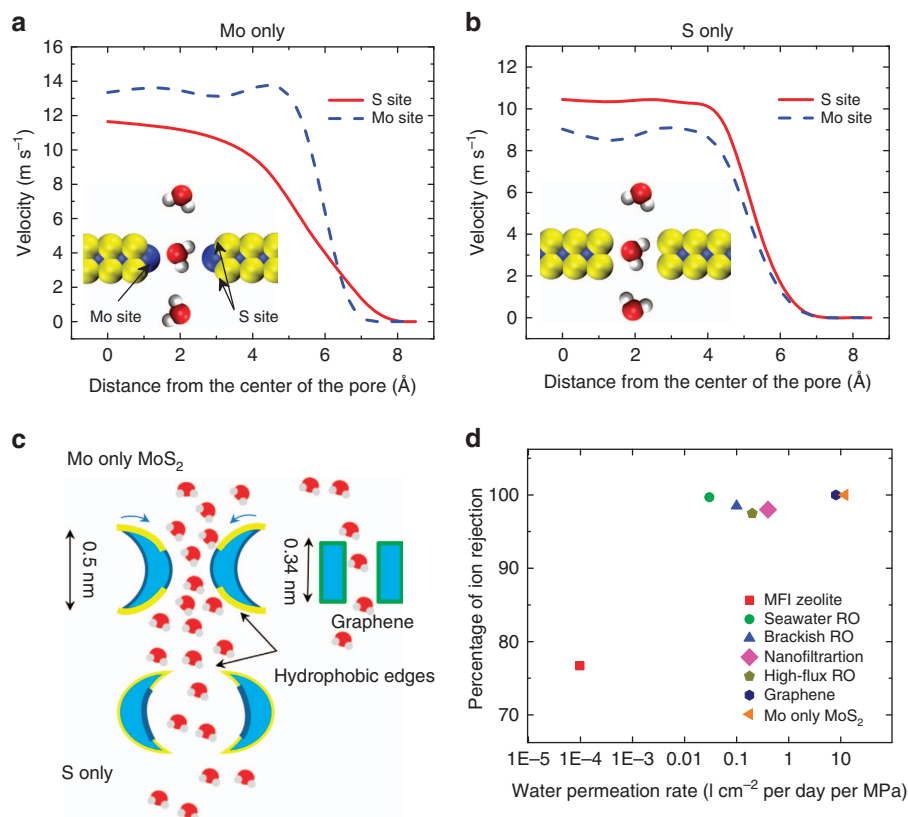 a
Mo only
16
14
12
10
8
6
4
2
0
Velocity (m s⁻¹)
S site
Mo site
Mo site
S site
0 2 4 6 8
Distance from the center of the pore (Å)
b
S only
12
10
8
6
4
2
0
Velocity (m s⁻¹)
S site
Mo site
0 2 4 6 8
Distance from the center of the pore (Å)
c
Mo only MoS₂
0.5 nm
0.34 nm
Graphene
Hydrophobic edges
S only
d
100
90
80
70
Percentage of ion rejection
MFI zeolite
Seawater RO
Brackish RO
Nanofiltrartion
High-flux RO
Graphene
Mo only MoS₂
1E−5 1E−4 1E−3 0.01 0.1 1 10
Water permeation rate (l cm⁻² per day per MPa)